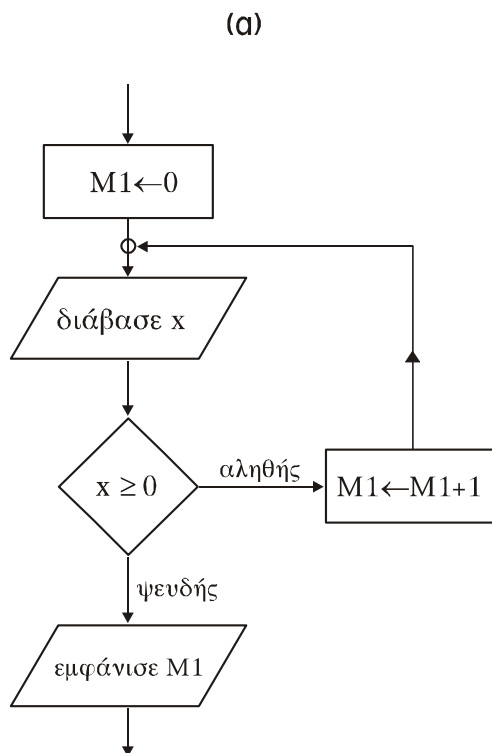 (α)
M1←0
διάβασε x
x ≥ 0
αληθής
M1←M1+1
ψευδής
εμφάνισε M1